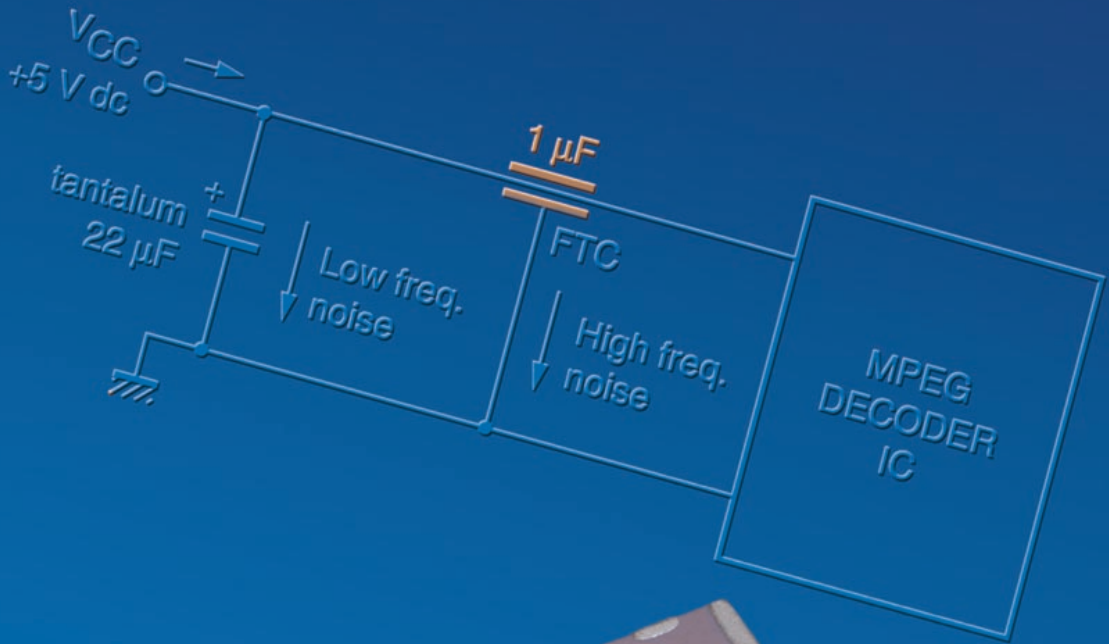 VCC
+5 V dc
1 µF
tantalum
22 µF
+
FTC
Low freq.
noise
High freq.
noise
MPEG
DECODER
IC